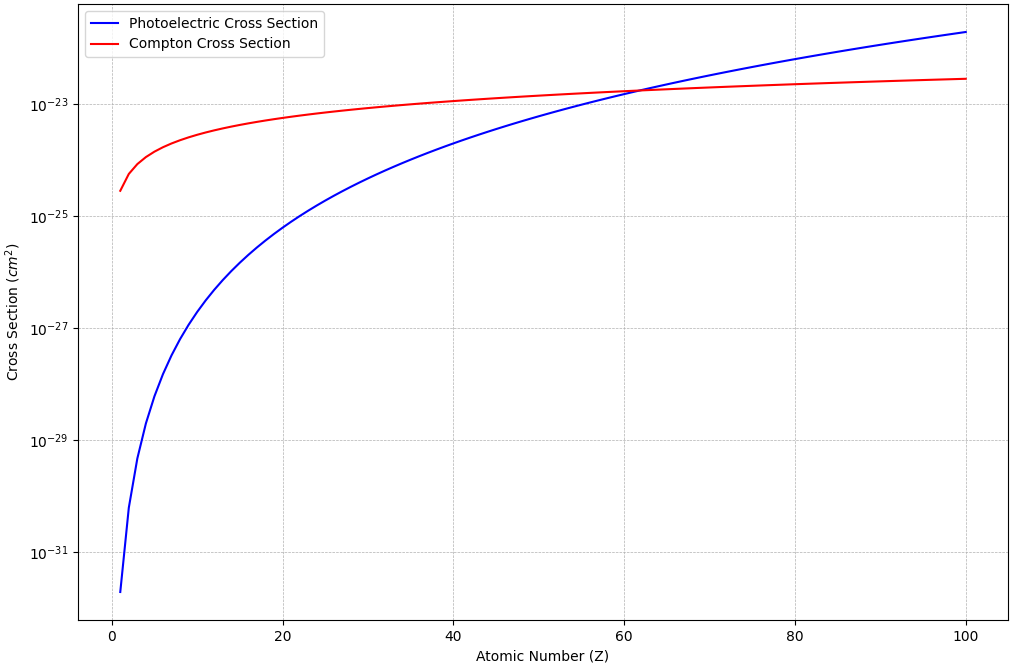 Photoelectric Cross Section
Compton Cross Section
10^{-23}
10^{-25}
10^{-27}
10^{-29}
10^{-31}
Cross Section (cm^2)
0 20 40 60 80 100
Atomic Number (Z)